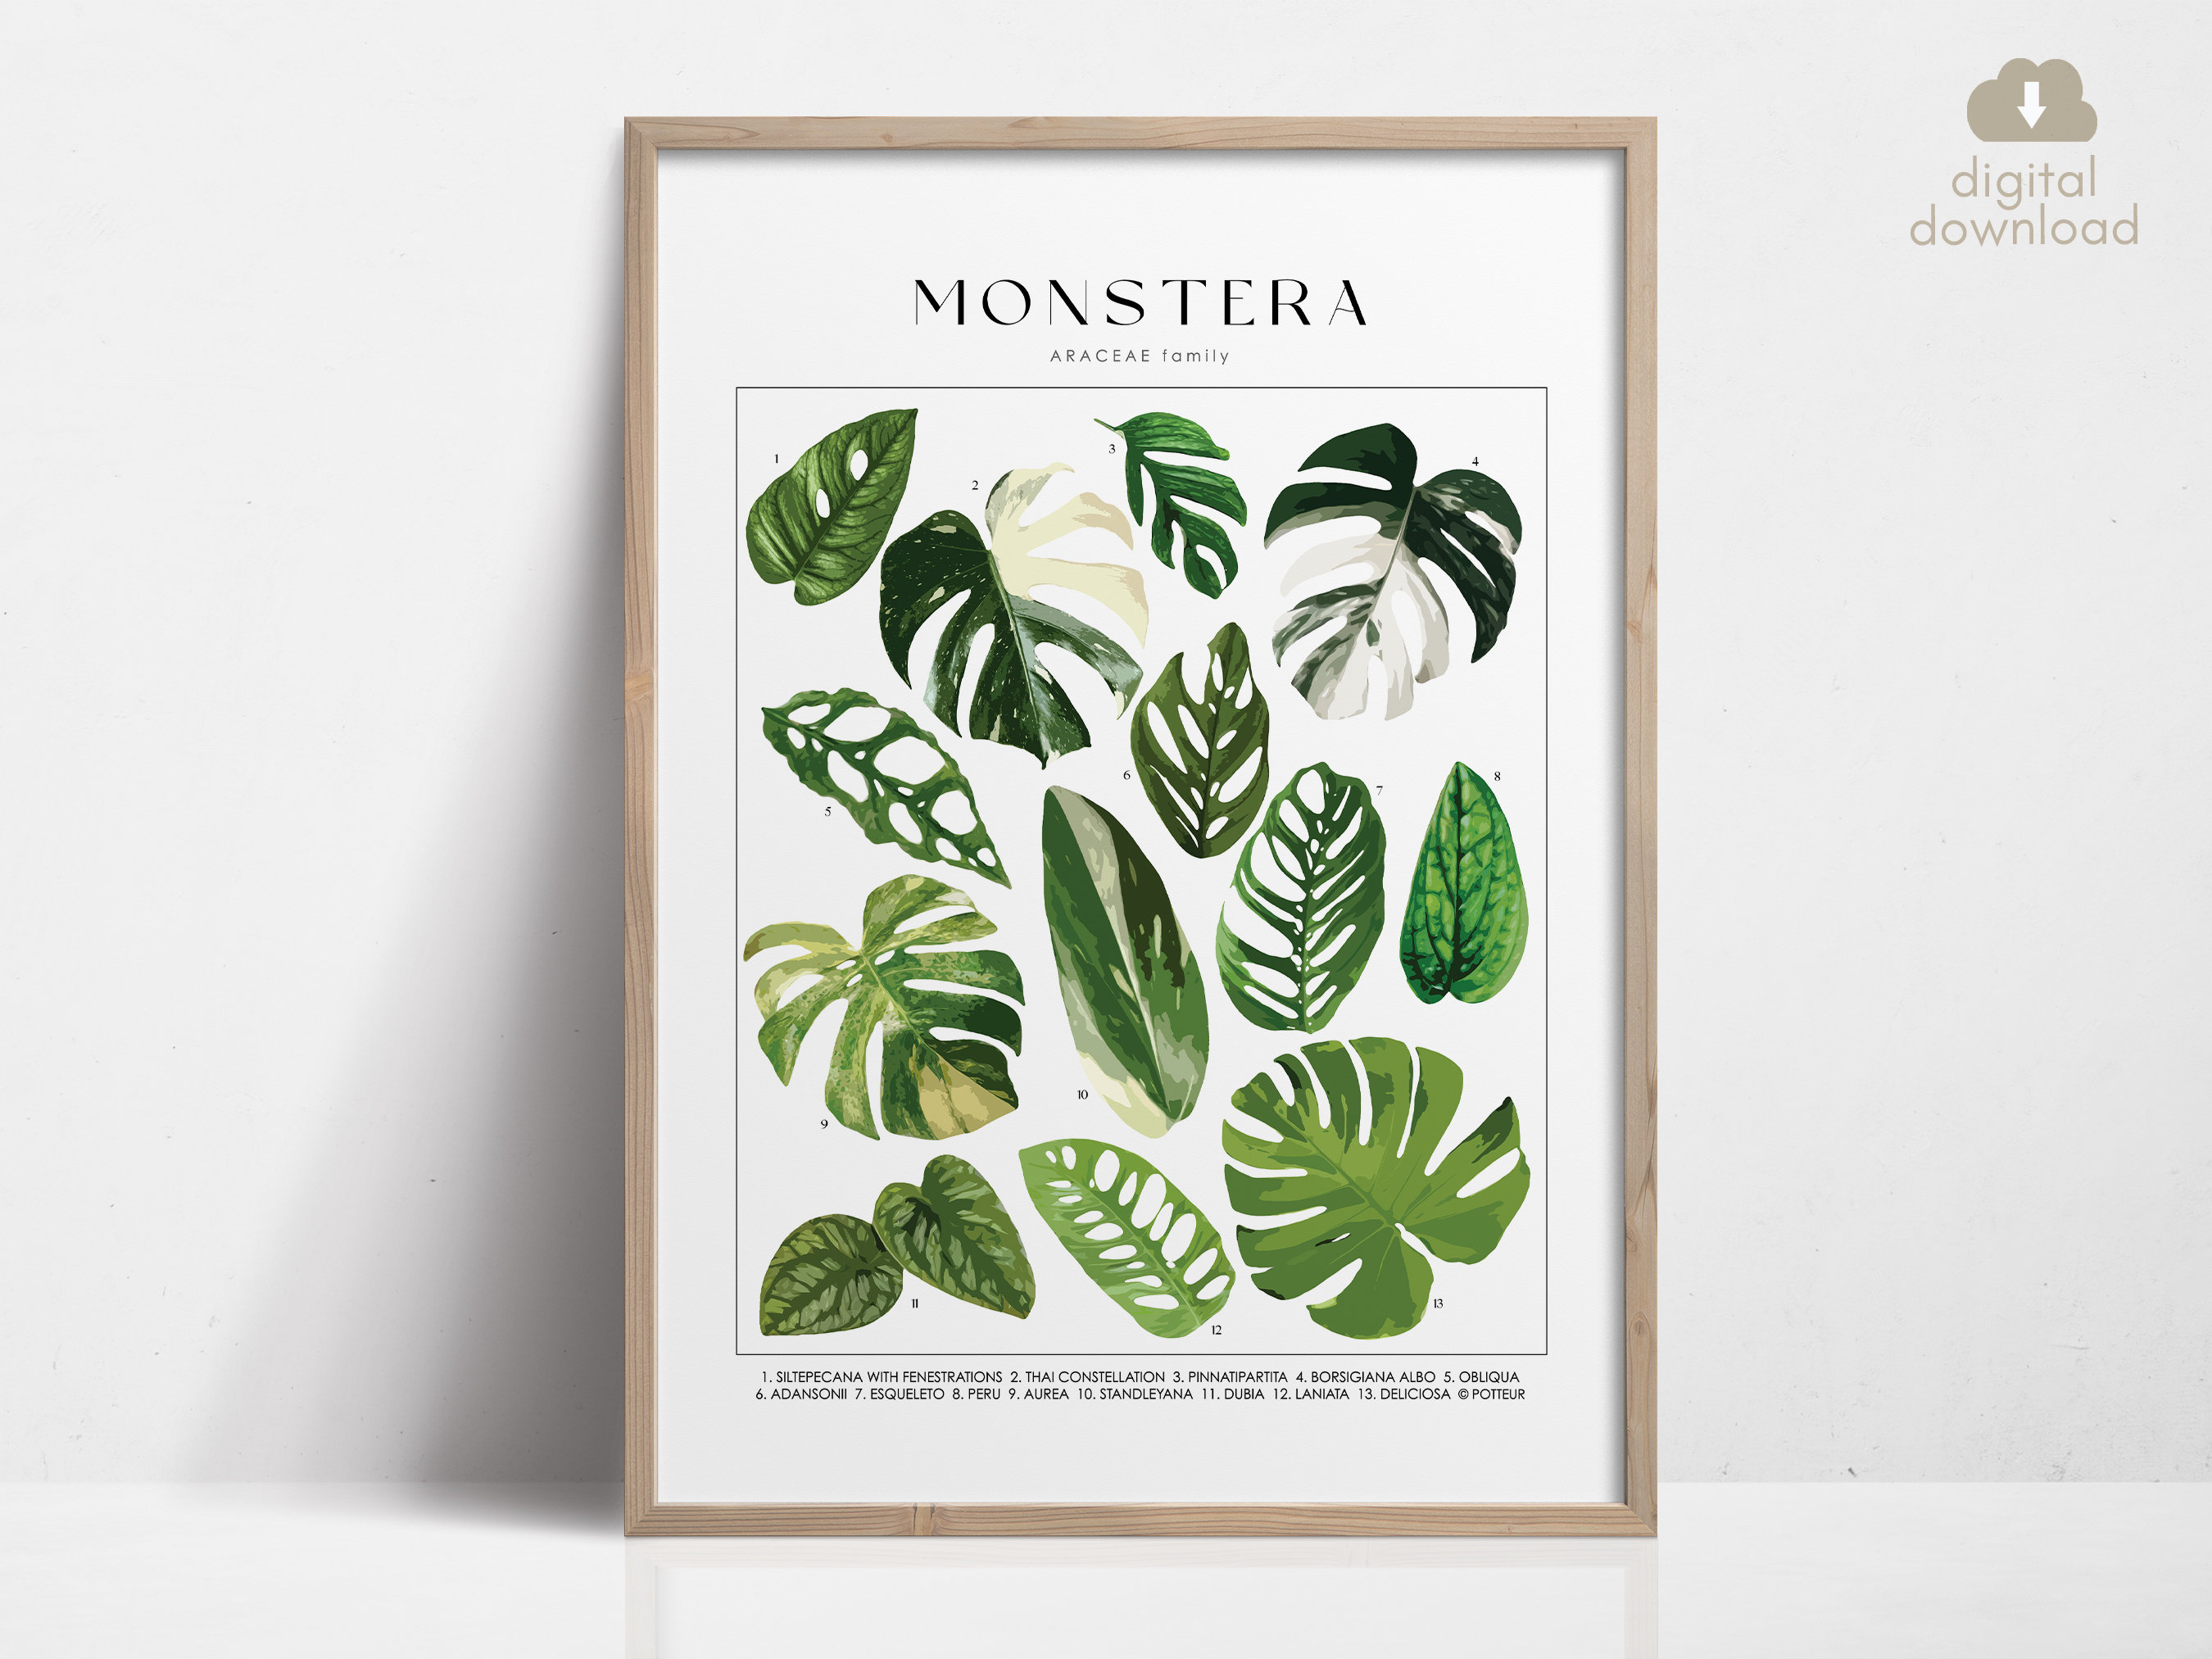 digital
download
MONSTERA
ARACEAE family
1
2
3
4
5
6
7
8
9
10
11
12
13
1. SILTEPECANA WITH FENESTRATIONS 2. THAI CONSTELLATION 3. PINNATIPARTITA 4. BORSIGIANA ALBO 5. OBLIQUA
6. ADANSONII 7. ESQUELETO 8. PERU 9. AUREA 10. STANDLEYANA 11. DUBIA 12. LANIATA 13. DELICIOSA © POTTEUR